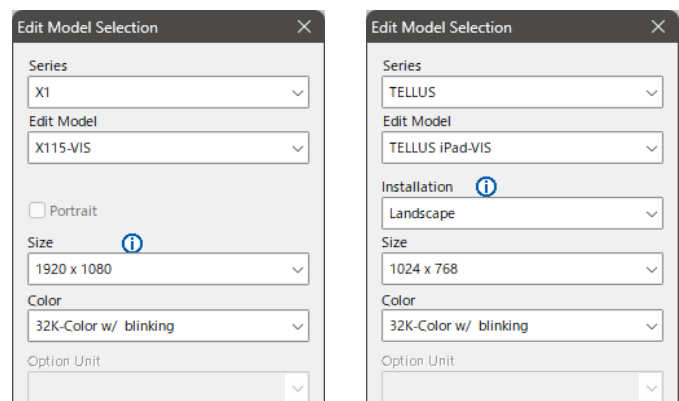 Edit Model Selection
Series
X1
Edit Model
X115-VIS
Portrait
Size
1920 x 1080
Color
32K-Color w/ blinking
Option Unit
Edit Model Selection
Series
TELLUS
Edit Model
TELLUS iPad-VIS
Installation
Landscape
Size
1024 x 768
Color
32K-Color w/ blinking
Option Unit